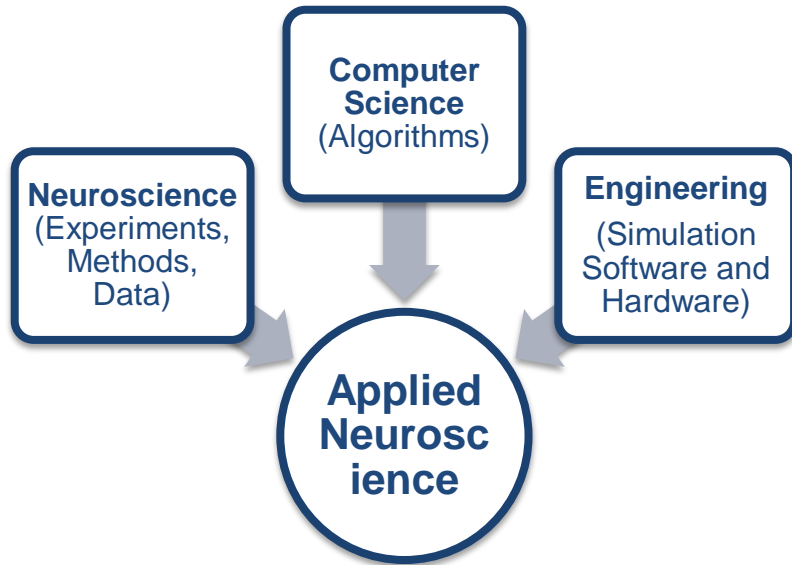 Computer
Science
(Algorithms)
Neuroscience
(Experiments,
Methods,
Data)
Engineering
(Simulation
Software and
Hardware)
Applied
Neurosc
ience